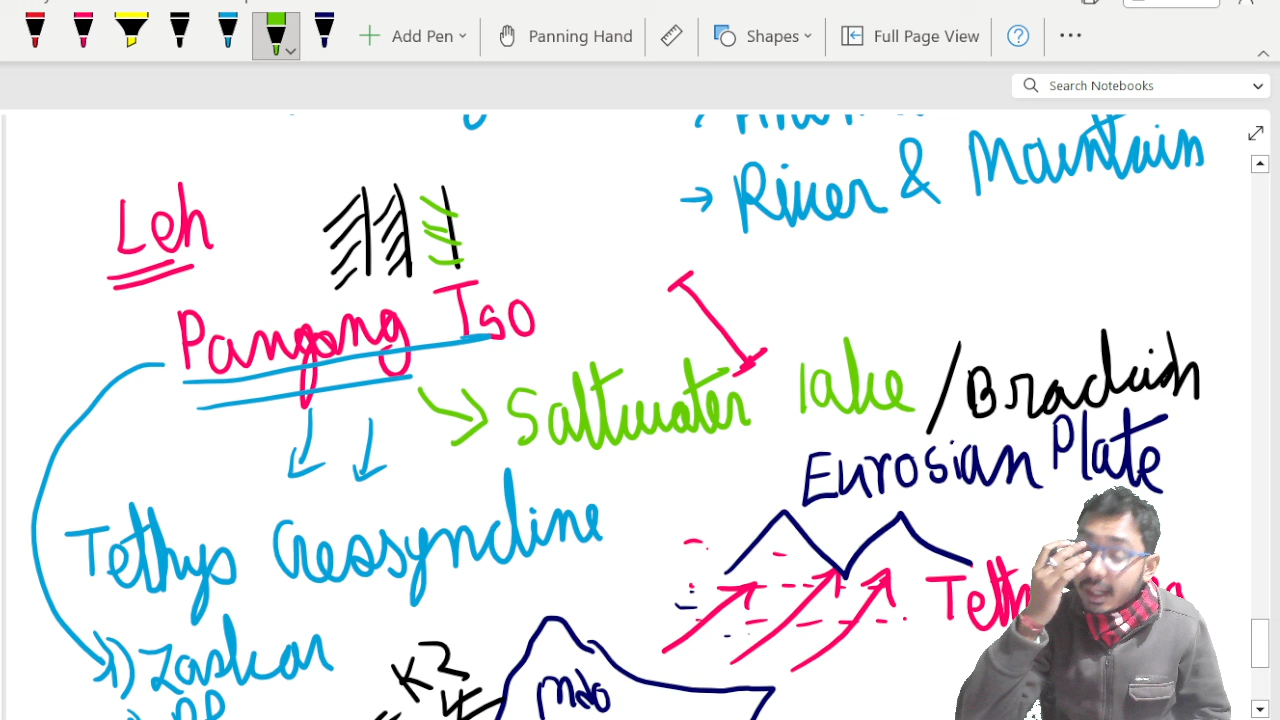 Add Pen
Panning Hand
Shapes
Full Page View
Search Notebooks
→ River & Mountain
Leh
Pangong Tso
Saltwater lake / Brackish
Eurosian Plate
Tethys Geosyncline
Teth
1) Zaskar
K2
Indo